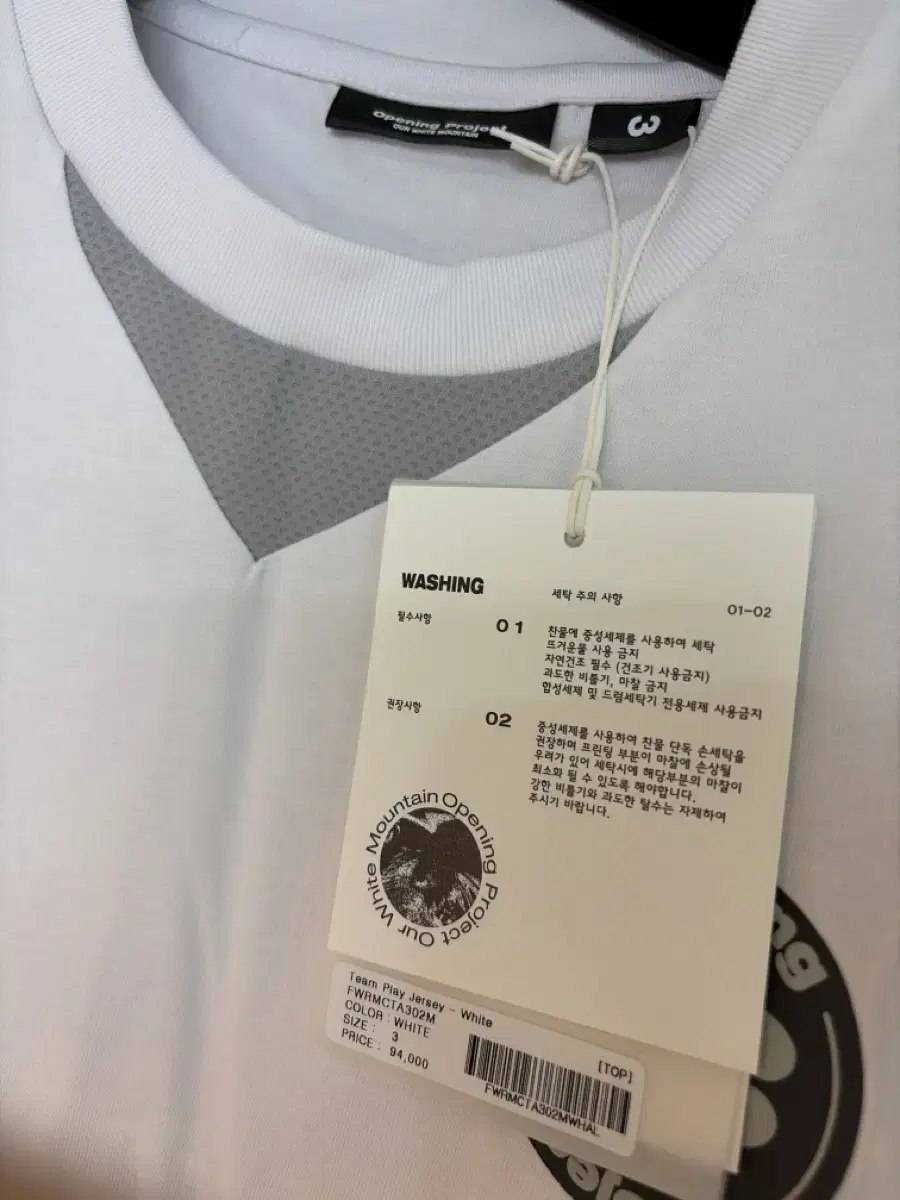 Opening Project
OUR WHITE MOUNTAIN
3
WASHING
세탁 주의 사항
01-02
필수사항
01
찬물에 중성세제를 사용하여 세탁
뜨거운물 사용 금지
자연건조 필수 (건조기 사용금지)
과도한 비틀기, 마찰 금지
합성세제 및 드럼세탁기 전용세제 사용금지
권장사항
02
중성세제를 사용하여 찬물 단독 손세탁을
권장하며 프린팅 부분이 마찰에 손상될
우려가 있어 세탁시에 해당부분의 마찰이
최소화 될 수 있도록 해야합니다.
강한 비틀기와 과도한 탈수는 자제하여
주시기 바랍니다.
Opening Project Our White Mountain
Team Play Jersey - White
FWRMCTA302M
COLOR : WHITE
SIZE : 3
PRICE : 94,000
[TOP]
FWRMCTA302MWHAL
ng
oje